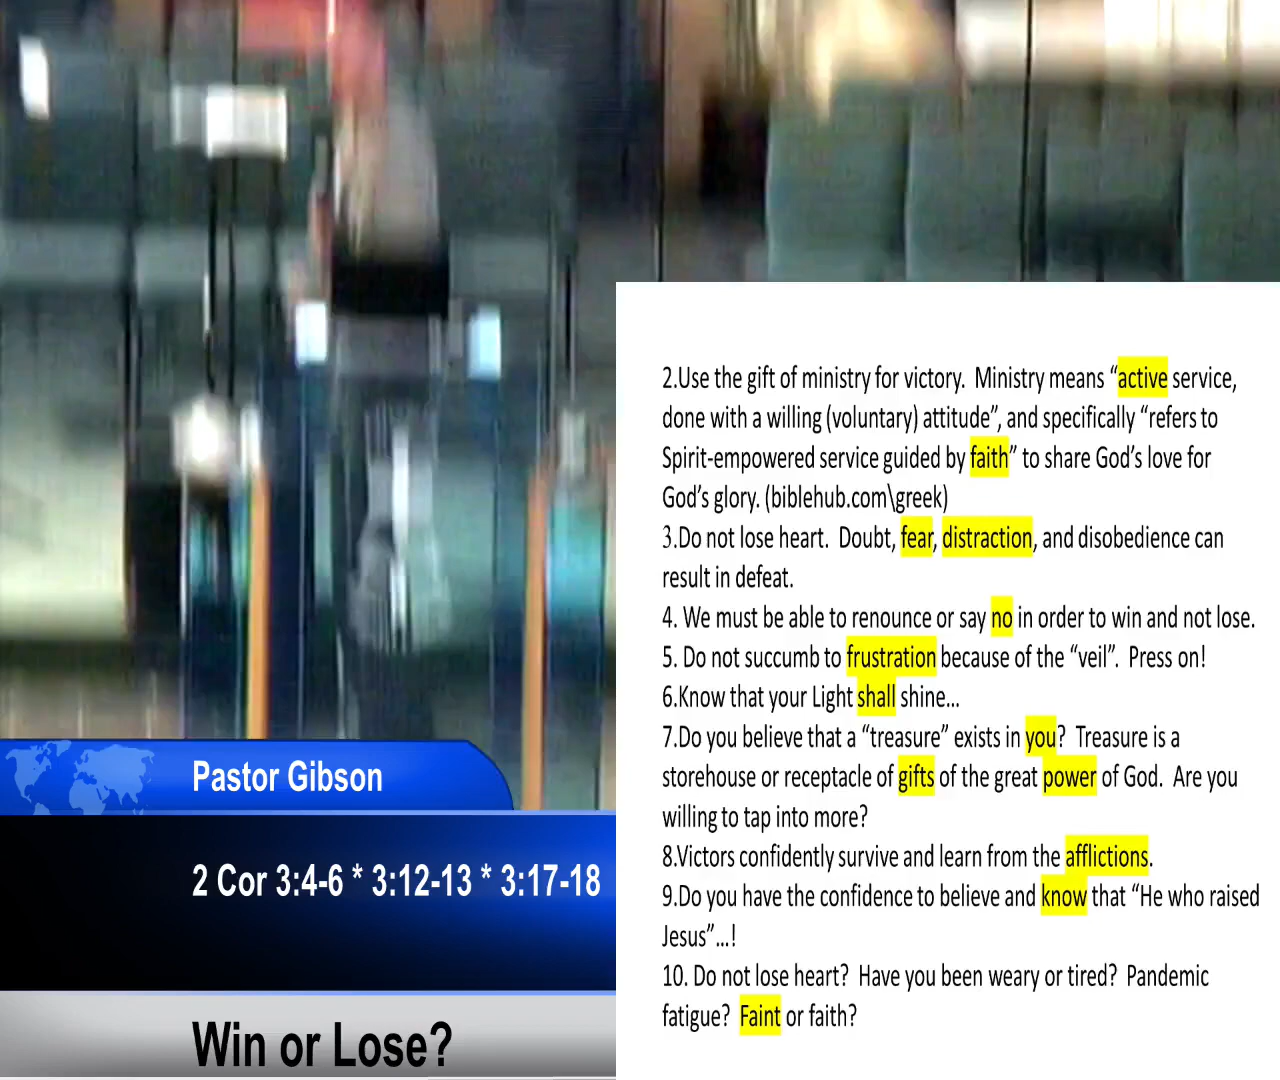 2.Use the gift of ministry for victory.  Ministry means “active service,
done with a willing (voluntary) attitude”, and specifically “refers to
Spirit-empowered service guided by faith” to share God’s love for
God’s glory. (biblehub.com\greek)
3.Do not lose heart.  Doubt, fear, distraction, and disobedience can
result in defeat.
4. We must be able to renounce or say no in order to win and not lose.
5. Do not succumb to frustration because of the “veil”.  Press on!
6.Know that your Light shall shine…
7.Do you believe that a “treasure” exists in you?  Treasure is a
storehouse or receptacle of gifts of the great power of God.  Are you
willing to tap into more?
8.Victors confidently survive and learn from the afflictions.
9.Do you have the confidence to believe and know that “He who raised
Jesus”…!
10. Do not lose heart?  Have you been weary or tired?  Pandemic
fatigue?  Faint or faith?
Pastor Gibson
2 Cor 3:4-6 * 3:12-13 * 3:17-18
Win or Lose?